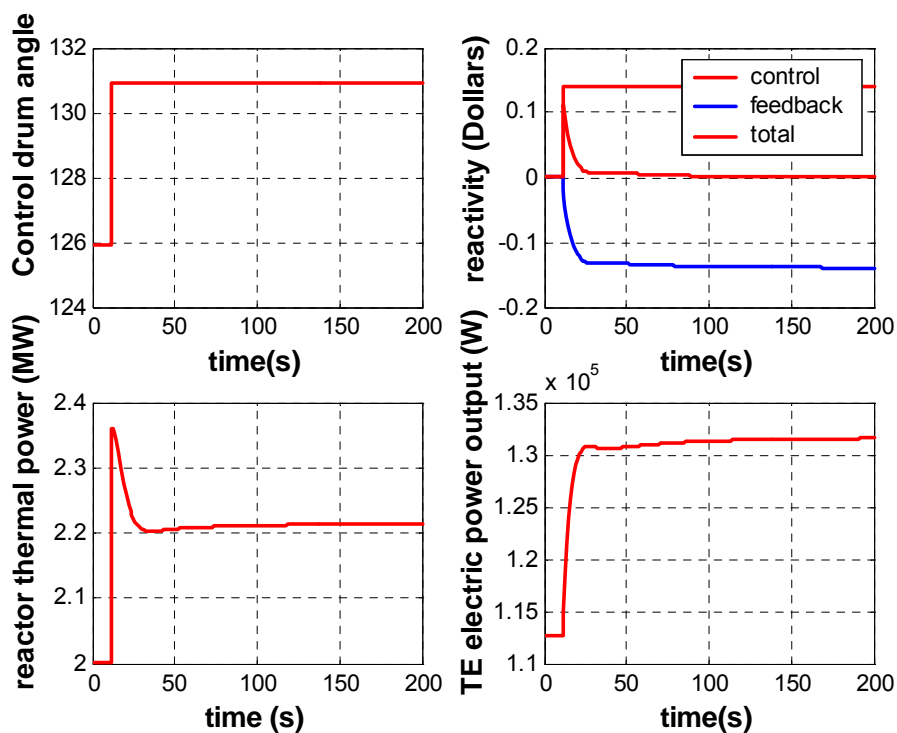 Control drum angle
132
130
128
126
124
0 50 100 150 200
time(s)
reactivity (Dollars)
0.2
0.1
0
-0.1
-0.2
control
feedback
total
0 50 100 150 200
time(s)
reactor thermal power (MW)
2.4
2.3
2.2
2.1
2
0 50 100 150 200
time (s)
TE electric power output (W)
x 10^5
1.35
1.3
1.25
1.2
1.15
1.1
0 50 100 150 200
time (s)